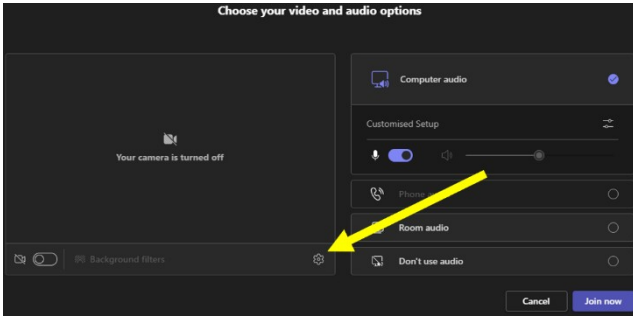 Choose your video and audio options
Your camera is turned off
Background filters
Computer audio
Customised Setup
Phone
Room audio
Don't use audio
Cancel
Join now